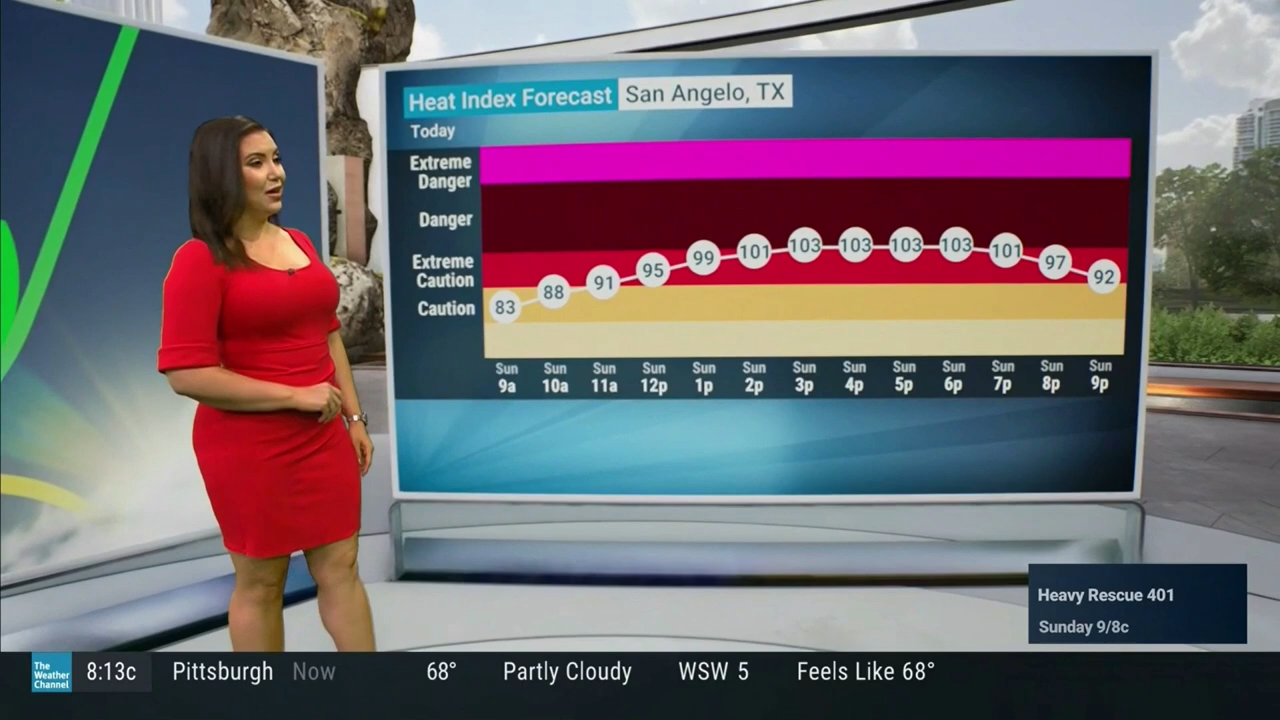 Heat Index Forecast San Angelo, TX
Today
Extreme
Danger
Danger
Extreme
Caution
Caution
83 88 91 95 99 101 103 103 103 103 101 97 92
Sun Sun Sun Sun Sun Sun Sun Sun Sun Sun Sun Sun Sun
9a 10a 11a 12p 1p 2p 3p 4p 5p 6p 7p 8p 9p
Heavy Rescue 401
Sunday 9/8c
The
Weather
Channel
8:13c Pittsburgh Now 68° Partly Cloudy WSW 5 Feels Like 68°